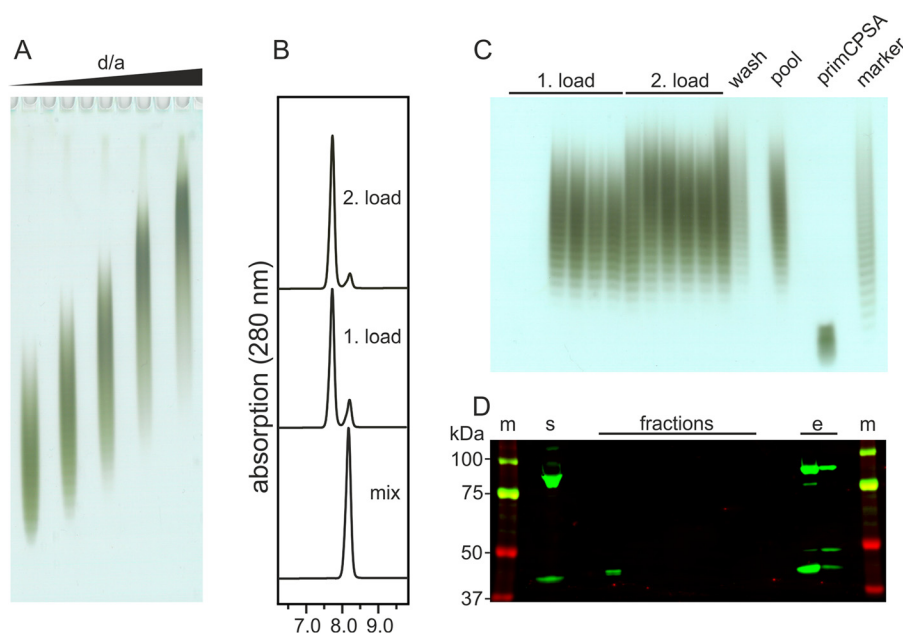 A
d/a
B
absorption (280 nm)
2. load
1. load
mix
7.0 8.0 9.0
C
1. load 2. load wash pool primCPSA marker
D
m s fractions e m
kDa
100
75
50
37